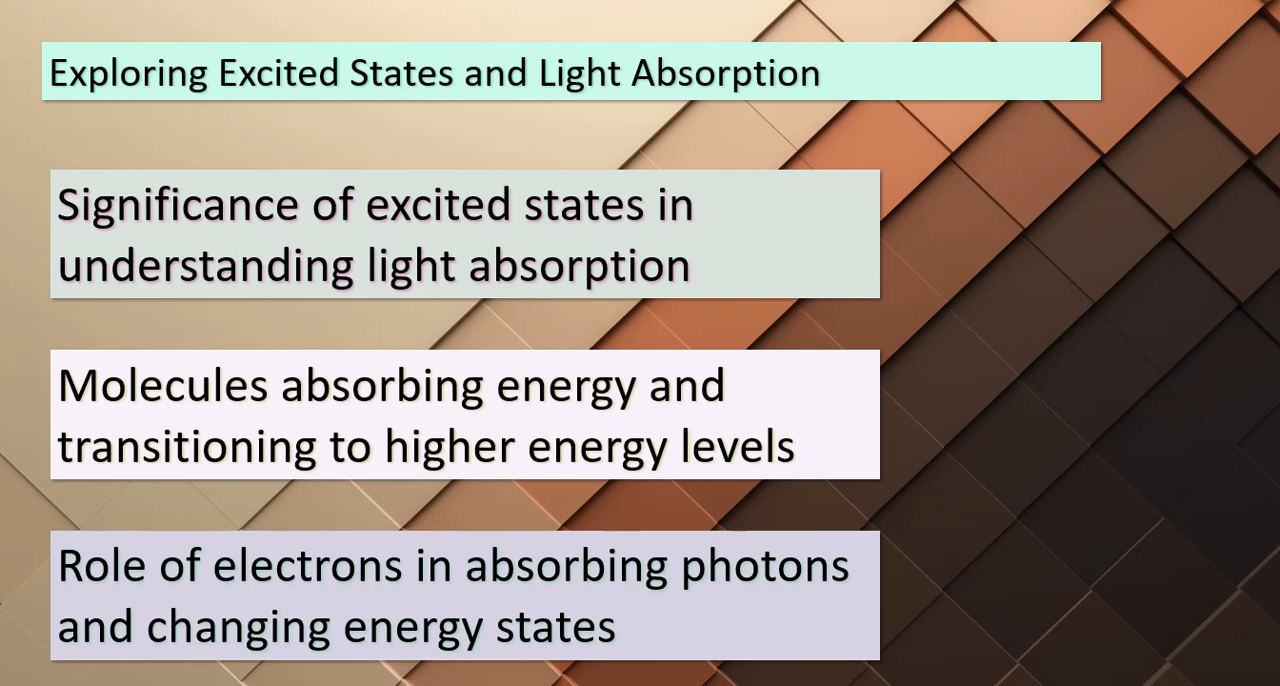 Exploring Excited States and Light Absorption
Significance of excited states in
understanding light absorption
Molecules absorbing energy and
transitioning to higher energy levels
Role of electrons in absorbing photons
and changing energy states